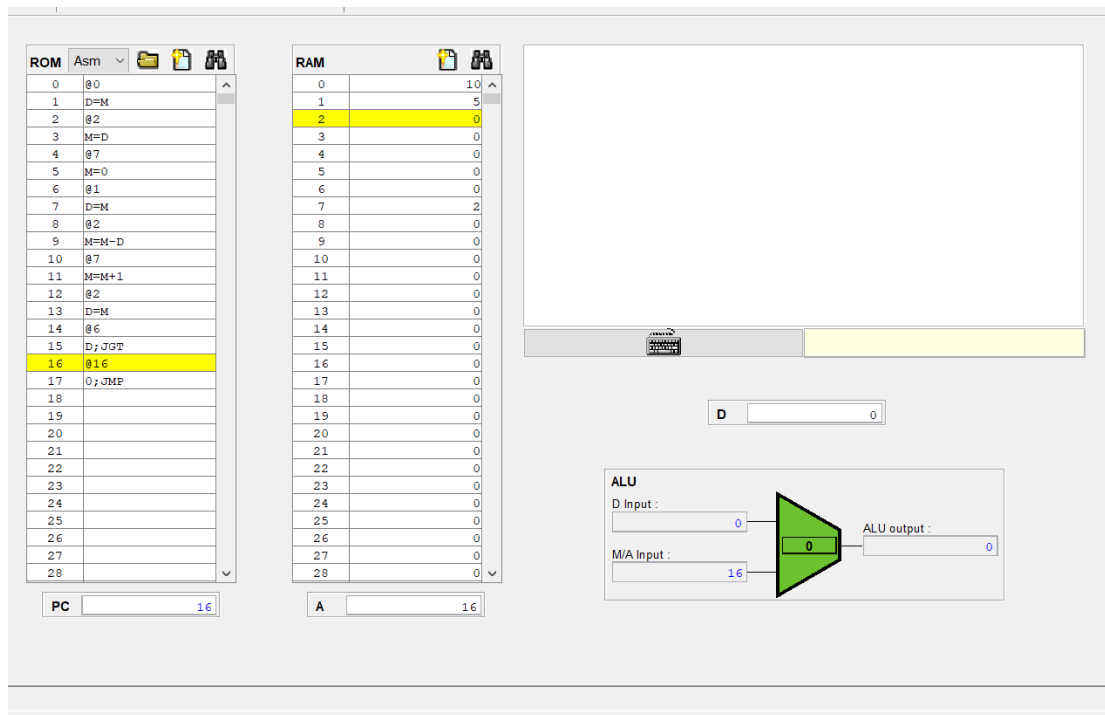 ROM Asm
0 @0
1 D=M
2 @2
3 M=D
4 @7
5 M=0
6 @1
7 D=M
8 @2
9 M=M-D
10 @7
11 M=M+1
12 @2
13 D=M
14 @6
15 D;JGT
16 @16
17 0;JMP
18
19
20
21
22
23
24
25
26
27
28
PC 16
RAM
0 10
1 5
2 0
3 0
4 0
5 0
6 0
7 2
8 0
9 0
10 0
11 0
12 0
13 0
14 0
15 0
16 0
17 0
18 0
19 0
20 0
21 0
22 0
23 0
24 0
25 0
26 0
27 0
28 0
A 16
D 0
ALU
D Input :
0
M/A Input :
16
0
ALU output :
0